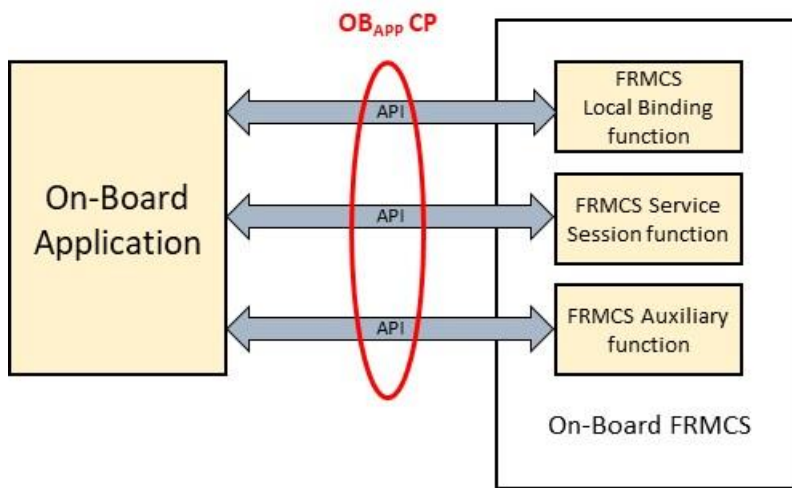 OBAPP CP
On-Board
Application
API
FRMCS
Local Binding
function
API
FRMCS Service
Session function
API
FRMCS Auxiliary
function
On-Board FRMCS